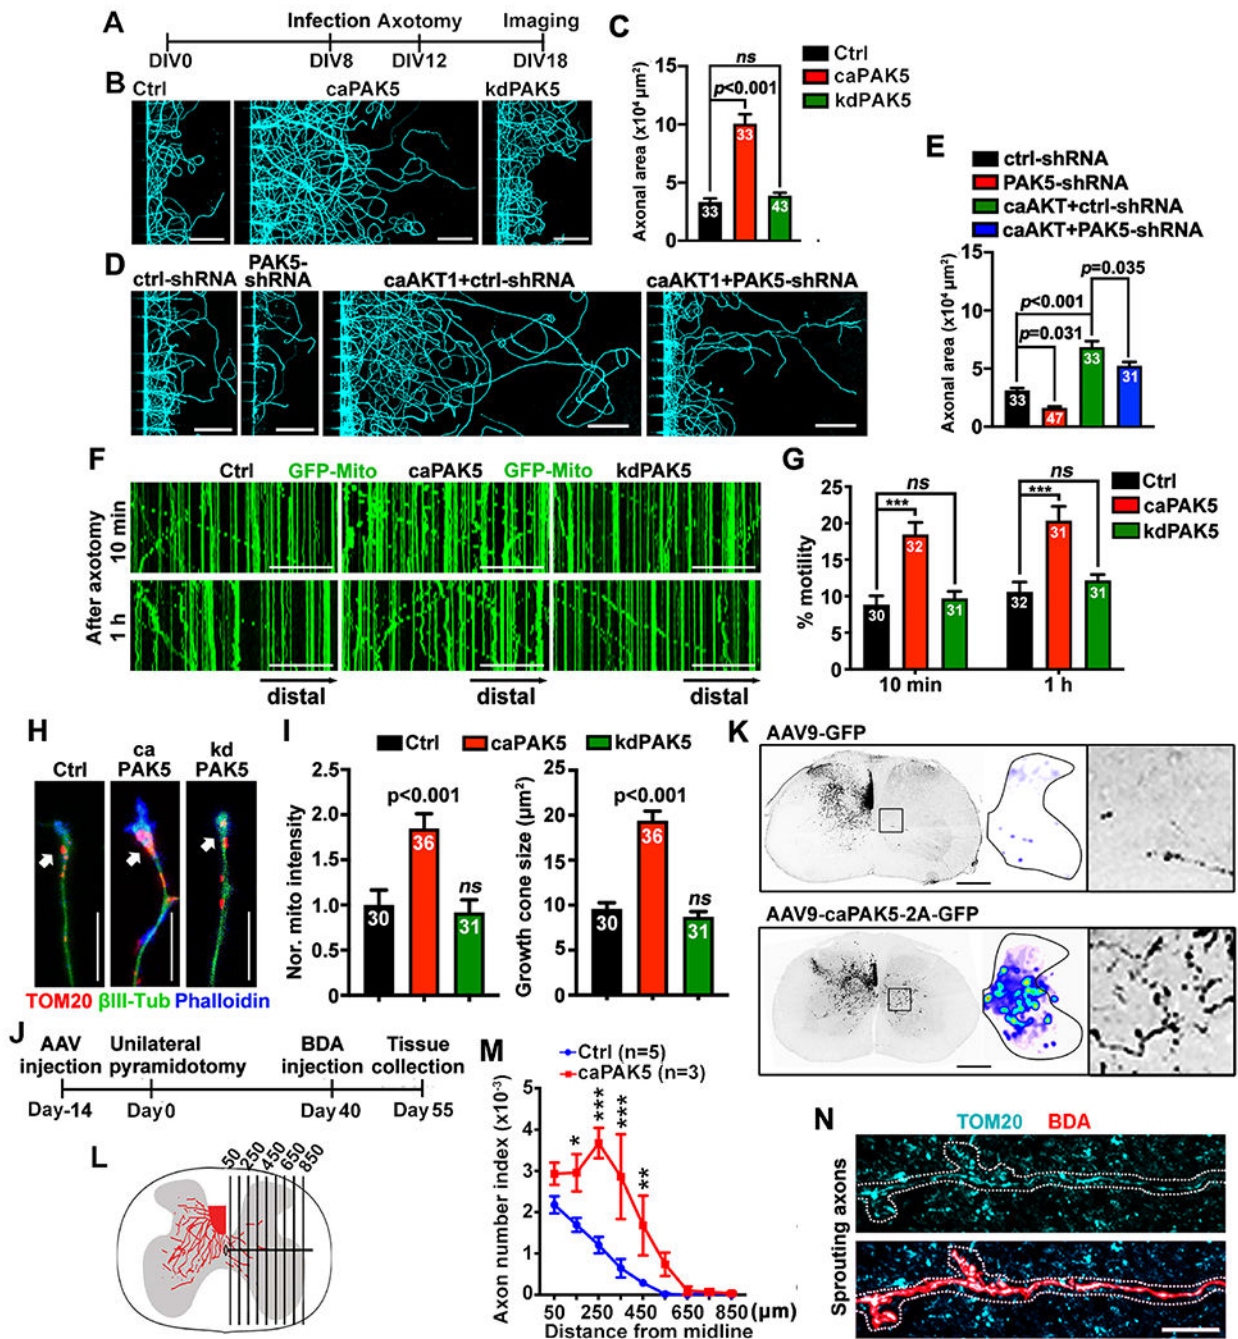 A
Infection Axotomy Imaging
DIV0 DIV8 DIV12 DIV18
B
Ctrl caPAK5 kdPAK5
C
Ctrl
caPAK5
kdPAK5
Axonal area (x10⁴ µm²)
15
10
5
0
ns
p<0.001
33 33 43
D
ctrl-shRNA
PAK5-
shRNA
caAKT1+ctrl-shRNA
caAKT1+PAK5-shRNA
E
ctrl-shRNA
PAK5-shRNA
caAKT+ctrl-shRNA
caAKT+PAK5-shRNA
Axonal area (x10⁴ µm²)
15
10
5
0
p=0.035
p<0.001
p=0.031
33 47 33 31
F
Ctrl GFP-Mito caPAK5 GFP-Mito kdPAK5
After axotomy
10 min
1 h
distal distal distal
G
Ctrl
caPAK5
kdPAK5
% motility
25
20
15
10
5
0
ns
***
ns
***
30 32 31 32 31 31
10 min 1 h
H
Ctrl
ca
PAK5
kd
PAK5
TOM20 βIII-Tub Phalloidin
I
Ctrl caPAK5 kdPAK5
Nor. mito intensity
2.5
2.0
1.5
1.0
0.5
0.0
p<0.001
ns
30 36 31
Growth cone size (µm²)
25
20
15
10
5
0
p<0.001
ns
30 36 31
J
AAV
injection
Unilateral
pyramidotomy
BDA
injection
Tissue
collection
Day-14 Day 0 Day 40 Day 55
K
AAV9-GFP
AAV9-caPAK5-2A-GFP
L
50 250 450 650 850
M
Ctrl (n=5)
caPAK5 (n=3)
Axon number index (x10⁻³)
5
4
3
2
1
0
* *** *** **
50 250 450 650 850 (µm)
Distance from midline
N
TOM20 BDA
Sprouting axons